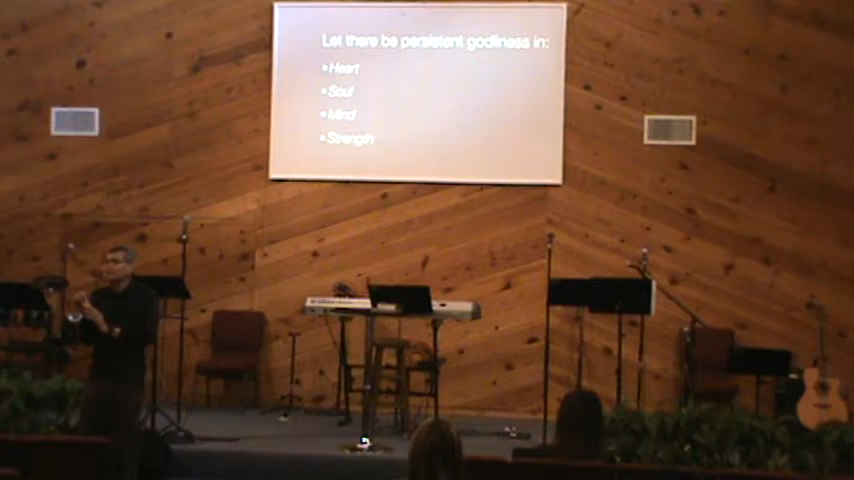 Let there be persistent godliness in:
• Heart
• Soul
• Mind
• Strength